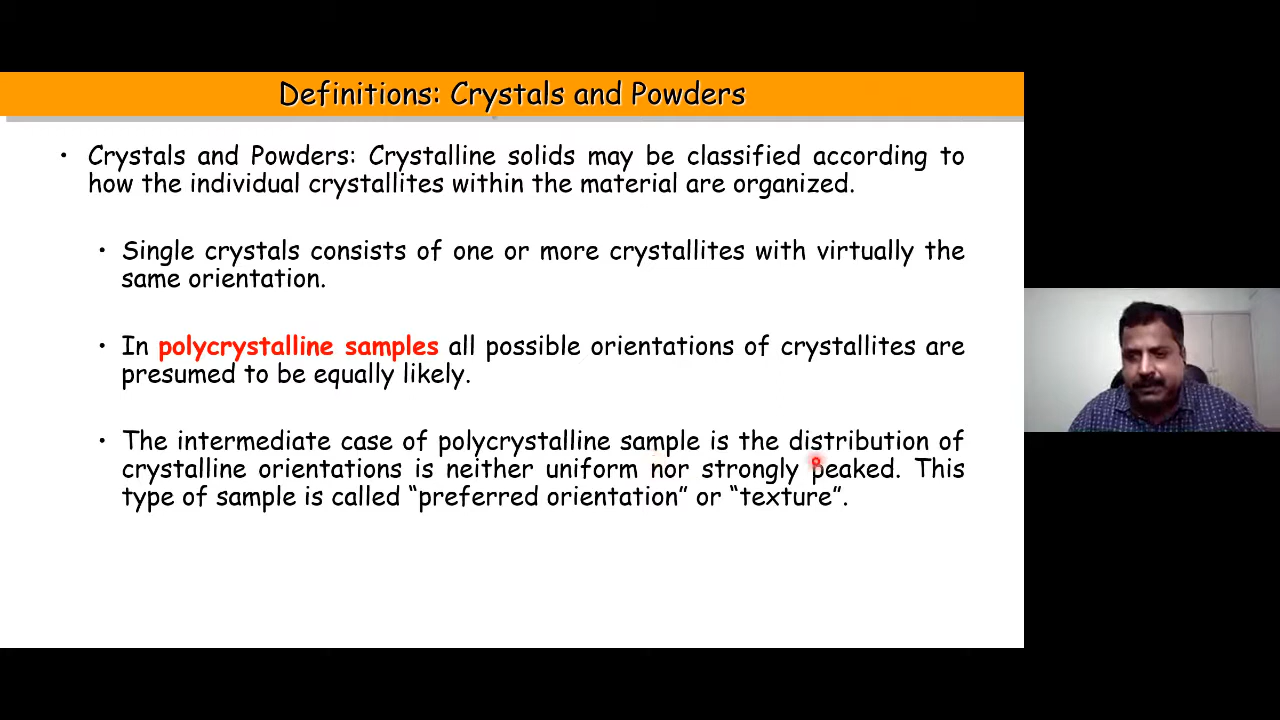 Definitions: Crystals and Powders
• Crystals and Powders: Crystalline solids may be classified according to
how the individual crystallites within the material are organized.
• Single crystals consists of one or more crystallites with virtually the
same orientation.
• In polycrystalline samples all possible orientations of crystallites are
presumed to be equally likely.
• The intermediate case of polycrystalline sample is the distribution of
crystalline orientations is neither uniform nor strongly peaked. This
type of sample is called “preferred orientation” or “texture”.